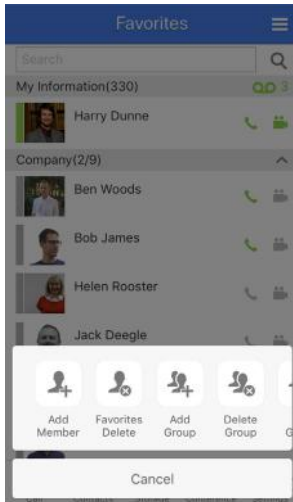 Favorites
Search
My Information(330) 3
Harry Dunne
Company(2/9)
Ben Woods
Bob James
Helen Rooster
Jack Deegle
Add Member
Favorites Delete
Add Group
Delete Group
G
Cancel